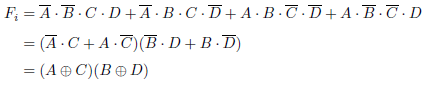 F_i = \overline{A} · \overline{B} · C · D + \overline{A} · B · C · \overline{D} + A · B · \overline{C} · \overline{D} + A · \overline{B} · \overline{C} · D
= (\overline{A} · C + A · \overline{C})(\overline{B} · D + B · \overline{D})
= (A ⊕ C)(B ⊕ D)